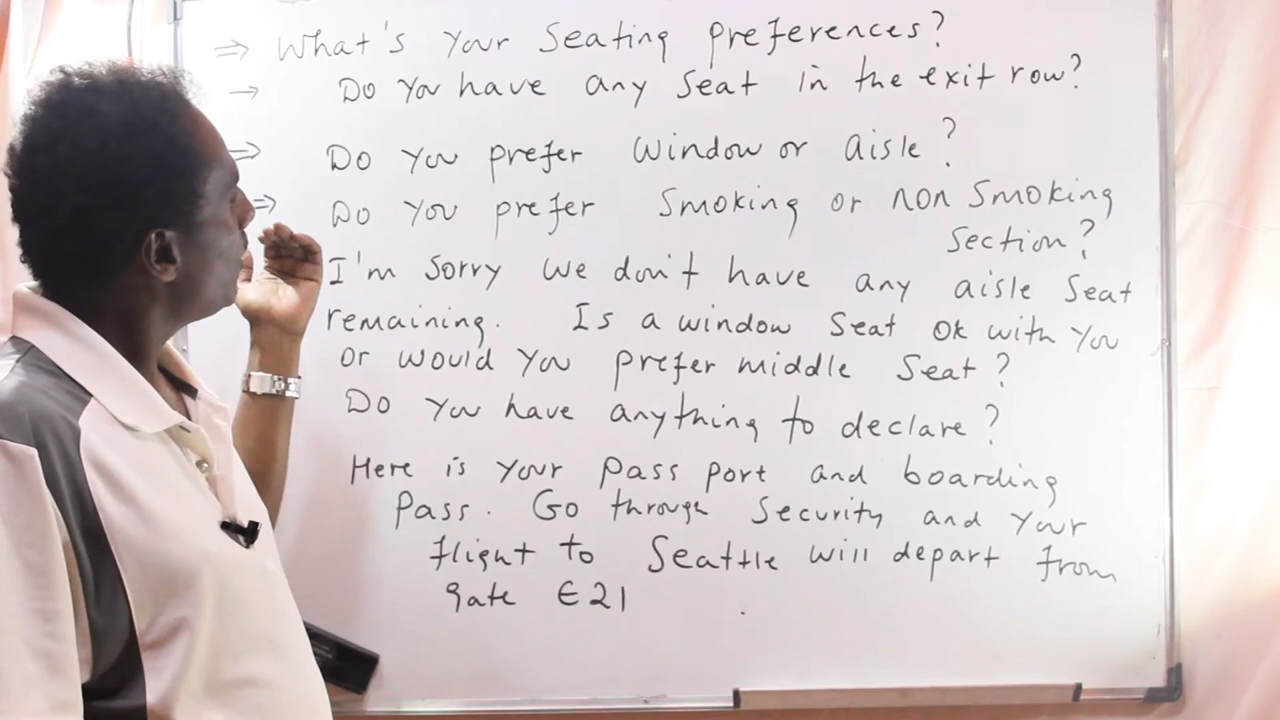 ⇒ What's your seating preferences?
→ Do you have any seat in the exit row?
⇒ Do you prefer window or aisle?
⇒ Do you prefer smoking or non smoking
section?
I'm sorry we don't have any aisle seat
remaining. Is a window seat ok with you
or would you prefer middle seat?
Do you have anything to declare?
Here is your pass port and boarding
pass. Go through security and your
flight to Seattle will depart from
gate E21